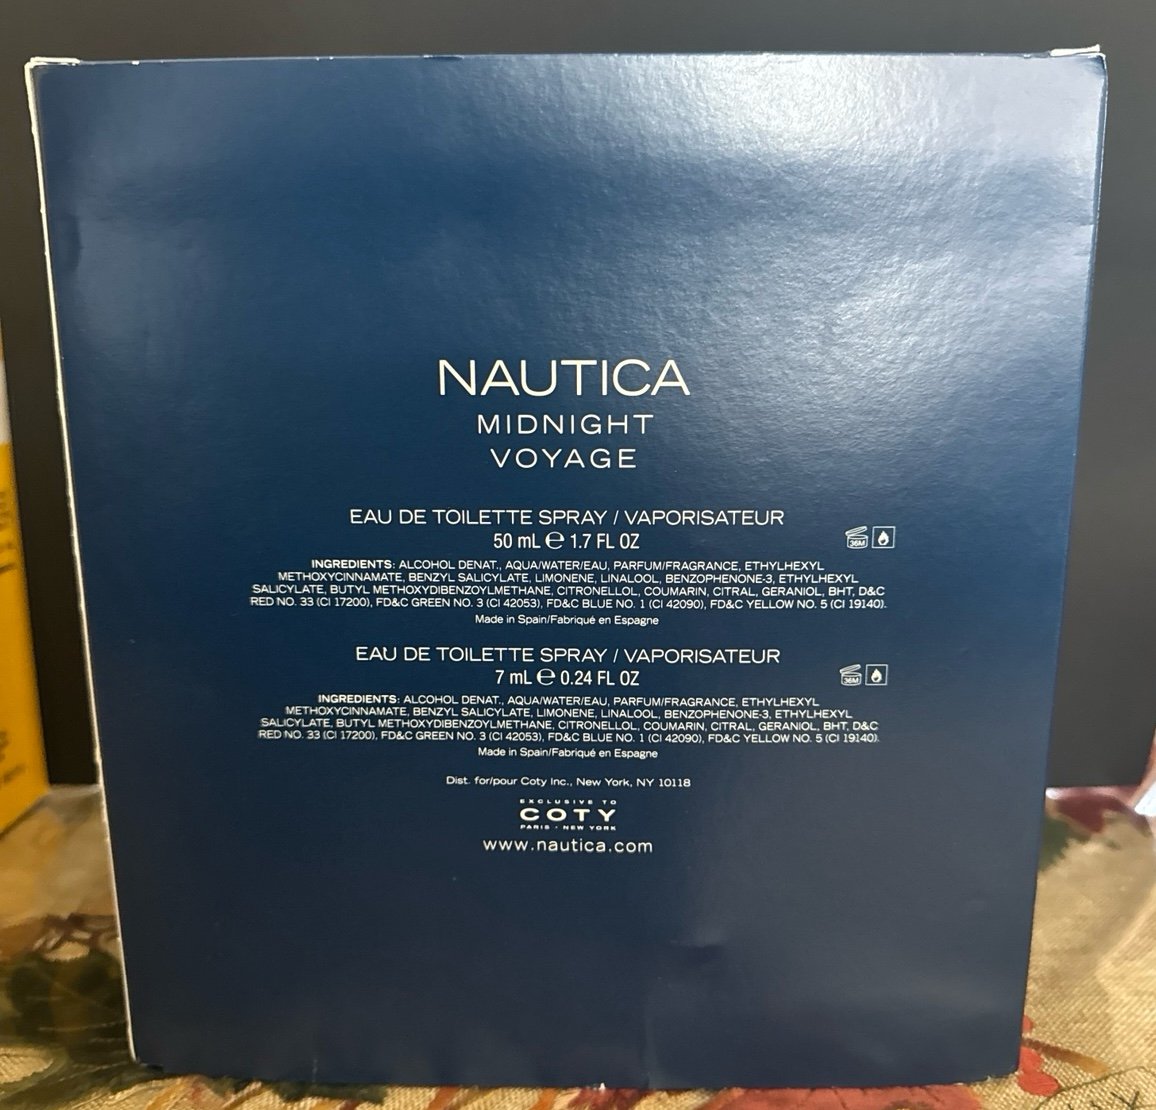 NAUTICA
MIDNIGHT
VOYAGE
EAU DE TOILETTE SPRAY / VAPORISATEUR
50 mL ℮ 1.7 FL OZ
36M
INGREDIENTS: ALCOHOL DENAT., AQUA/WATER/EAU, PARFUM/FRAGRANCE, ETHYLHEXYL
METHOXYCINNAMATE, BENZYL SALICYLATE, LIMONENE, LINALOOL, BENZOPHENONE-3, ETHYLHEXYL
SALICYLATE, BUTYL METHOXYDIBENZOYLMETHANE, CITRONELLOL, COUMARIN, CITRAL, GERANIOL, BHT, D&C
RED NO. 33 (CI 17200), FD&C GREEN NO. 3 (CI 42053), FD&C BLUE NO. 1 (CI 42090), FD&C YELLOW NO. 5 (CI 19140).
Made in Spain/Fabriqué en Espagne
EAU DE TOILETTE SPRAY / VAPORISATEUR
7 mL ℮ 0.24 FL OZ
36M
INGREDIENTS: ALCOHOL DENAT., AQUA/WATER/EAU, PARFUM/FRAGRANCE, ETHYLHEXYL
METHOXYCINNAMATE, BENZYL SALICYLATE, LIMONENE, LINALOOL, BENZOPHENONE-3, ETHYLHEXYL
SALICYLATE, BUTYL METHOXYDIBENZOYLMETHANE, CITRONELLOL, COUMARIN, CITRAL, GERANIOL, BHT, D&C
RED NO. 33 (CI 17200), FD&C GREEN NO. 3 (CI 42053), FD&C BLUE NO. 1 (CI 42090), FD&C YELLOW NO. 5 (CI 19140).
Made in Spain/Fabriqué en Espagne
Dist. for/pour Coty Inc., New York, NY 10118
EXCLUSIVE TO
COTY
PARIS - NEW YORK
www.nautica.com